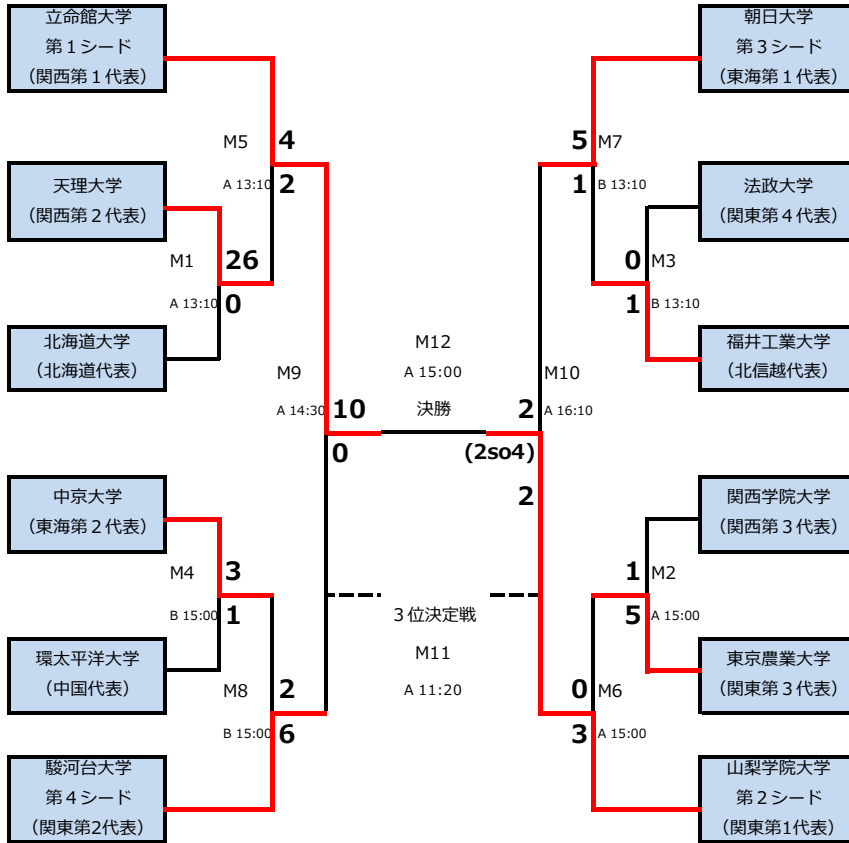 立命館大学
第１シード
（関西第１代表）
朝日大学
第３シード
（東海第１代表）
M5
4
A 13:10
2
5
M7
1
B 13:10
天理大学
（関西第２代表）
法政大学
（関東第４代表）
M1
26
A 13:10
0
0
M3
1
B 13:10
北海道大学
（北海道代表）
福井工業大学
（北信越代表）
M12
A 15:00
決勝
M9
A 14:30
10
0
M10
2
A 16:10
(2so4)
2
中京大学
（東海第２代表）
関西学院大学
（関西第３代表）
M4
3
B 15:00
1
1
M2
5
A 15:00
３位決定戦
M11
A 11:20
環太平洋大学
（中国代表）
東京農業大学
（関東第３代表）
M8
2
B 15:00
6
0
M6
3
A 15:00
駿河台大学
第４シード
（関東第2代表）
山梨学院大学
第２シード
（関東第1代表）